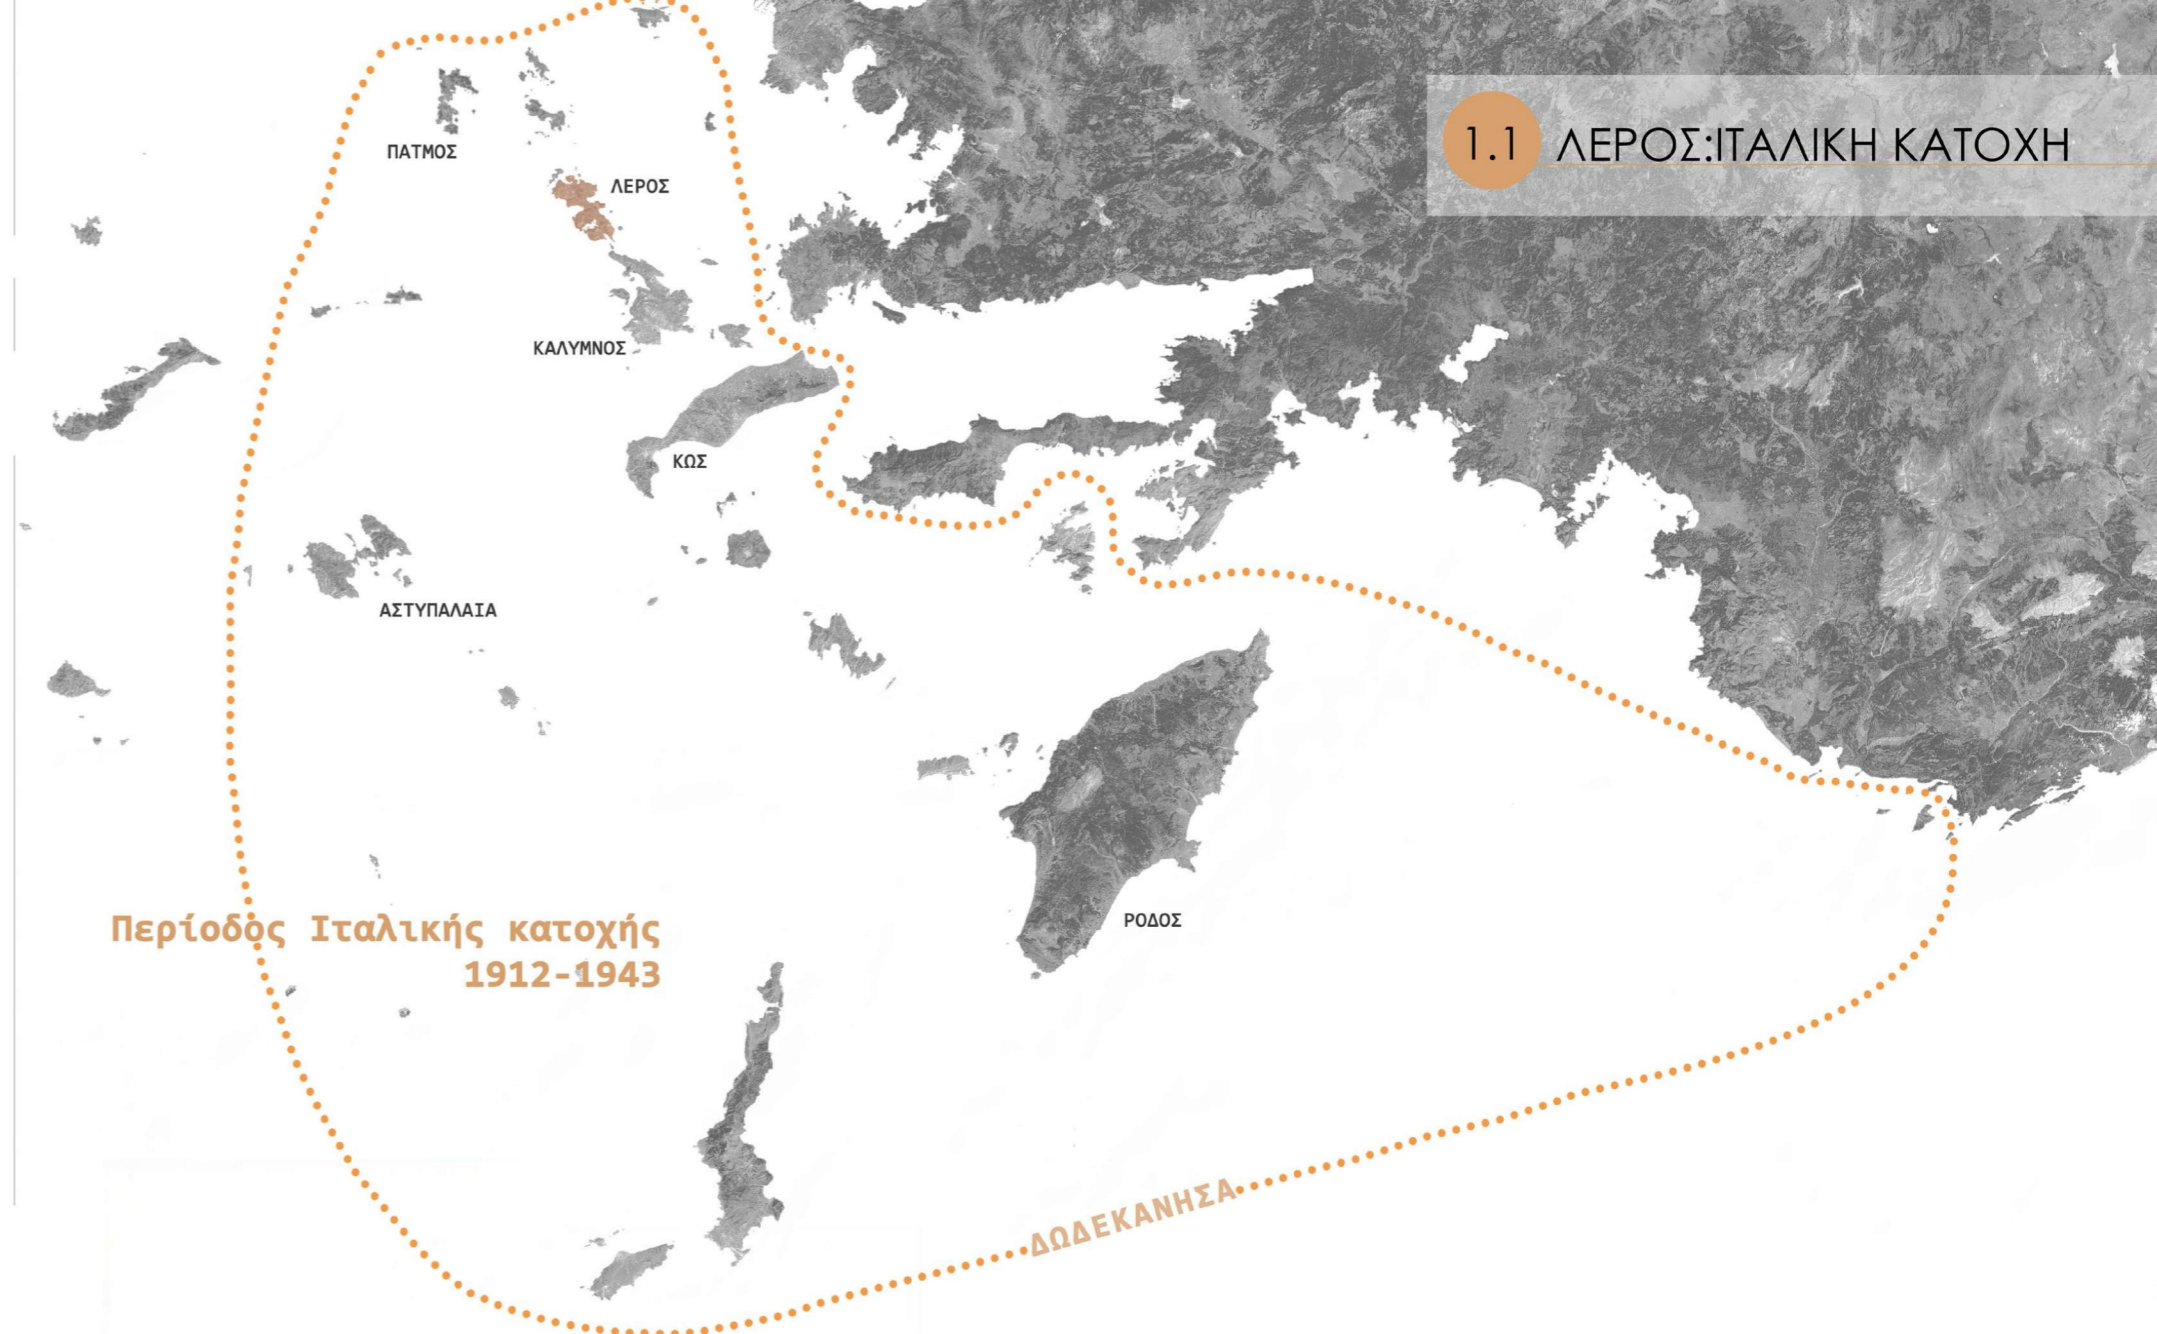 1.1 ΛΕΡΟΣ:ΙΤΑΛΙΚΗ ΚΑΤΟΧΗ
ΠΑΤΜΟΣ
ΛΕΡΟΣ
ΚΑΛΥΜΝΟΣ
ΚΩΣ
ΑΣΤΥΠΑΛΑΙΑ
ΡΟΔΟΣ
Περίοδος Ιταλικής κατοχής
1912-1943
ΔΩΔΕΚΑΝΗΣΑ